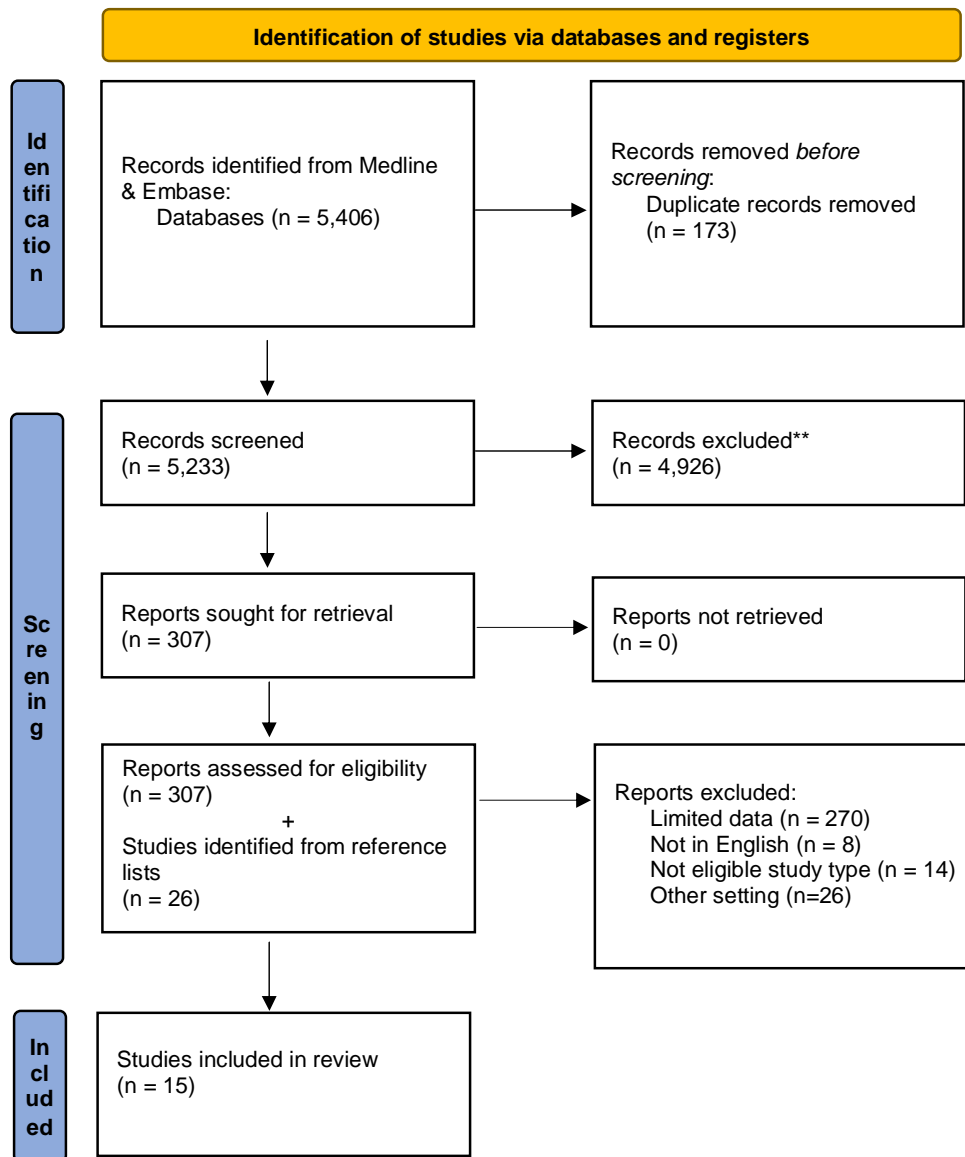 Identification of studies via databases and registers
Id
en
tifi
ca
tio
n
Records identified from Medline
& Embase:
Databases (n = 5,406)
Records removed before
screening:
Duplicate records removed
(n = 173)
Sc
re
en
in
g
Records screened
(n = 5,233)
Records excluded**
(n = 4,926)
Reports sought for retrieval
(n = 307)
Reports not retrieved
(n = 0)
Reports assessed for eligibility
(n = 307)
+
Studies identified from reference
lists
(n = 26)
Reports excluded:
Limited data (n = 270)
Not in English (n = 8)
Not eligible study type (n = 14)
Other setting (n=26)
In
cl
ud
ed
Studies included in review
(n = 15)